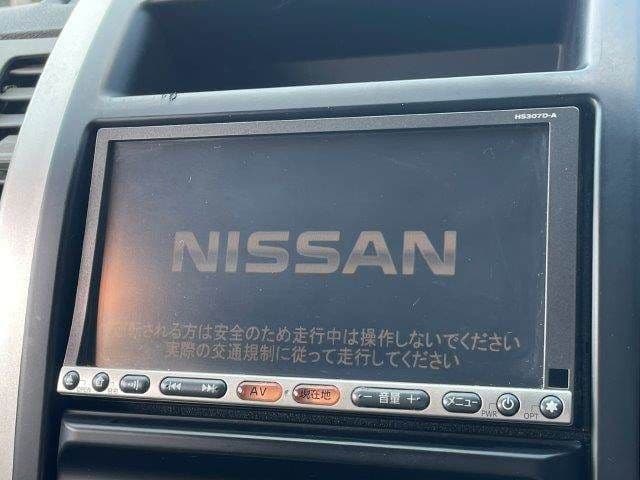 HS307D-A
NISSAN
運転される方は安全のため走行中は操作しないでください
実際の交通規制に従って走行してください
AV 現在地 － 音量 ＋ メニュー
PWR OPT